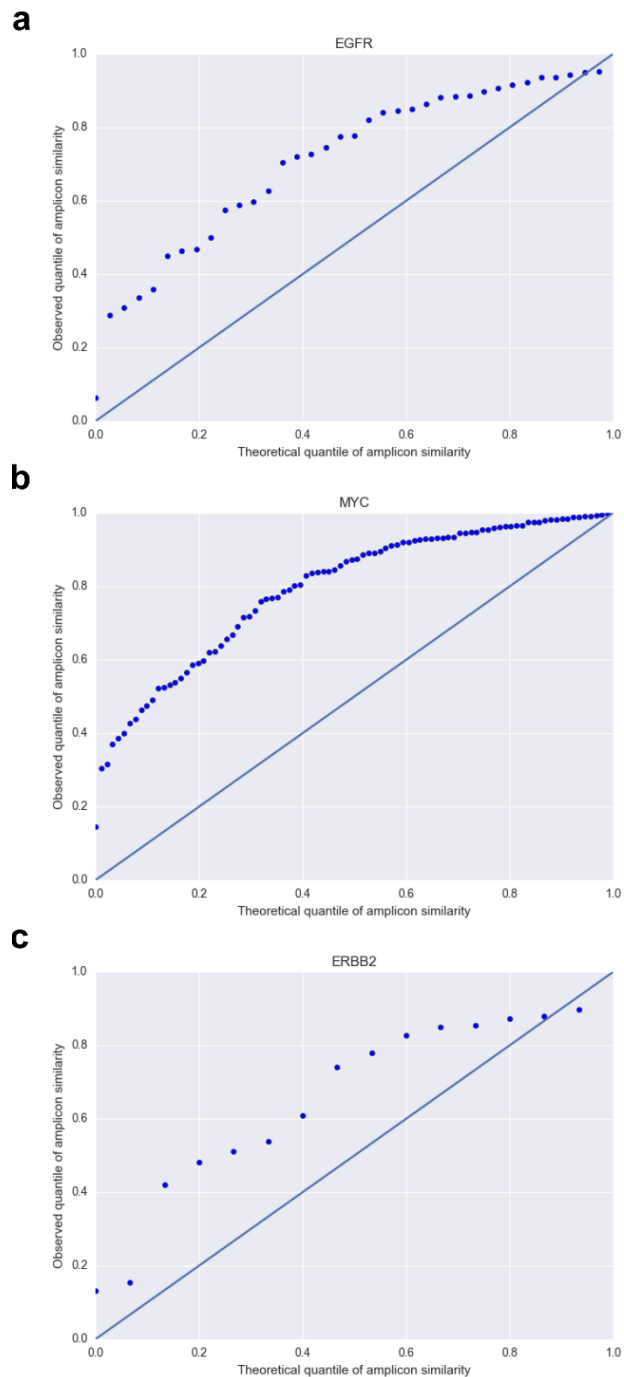 a
EGFR
1.0
0.8
0.6
0.4
0.2
0.0
Observed quantile of amplicon similarity
0.0 0.2 0.4 0.6 0.8 1.0
Theoretical quantile of amplicon similarity
b
MYC
1.0
0.8
0.6
0.4
0.2
0.0
Observed quantile of amplicon similarity
0.0 0.2 0.4 0.6 0.8 1.0
Theoretical quantile of amplicon similarity
c
ERBB2
1.0
0.8
0.6
0.4
0.2
0.0
Observed quantile of amplicon similarity
0.0 0.2 0.4 0.6 0.8 1.0
Theoretical quantile of amplicon similarity